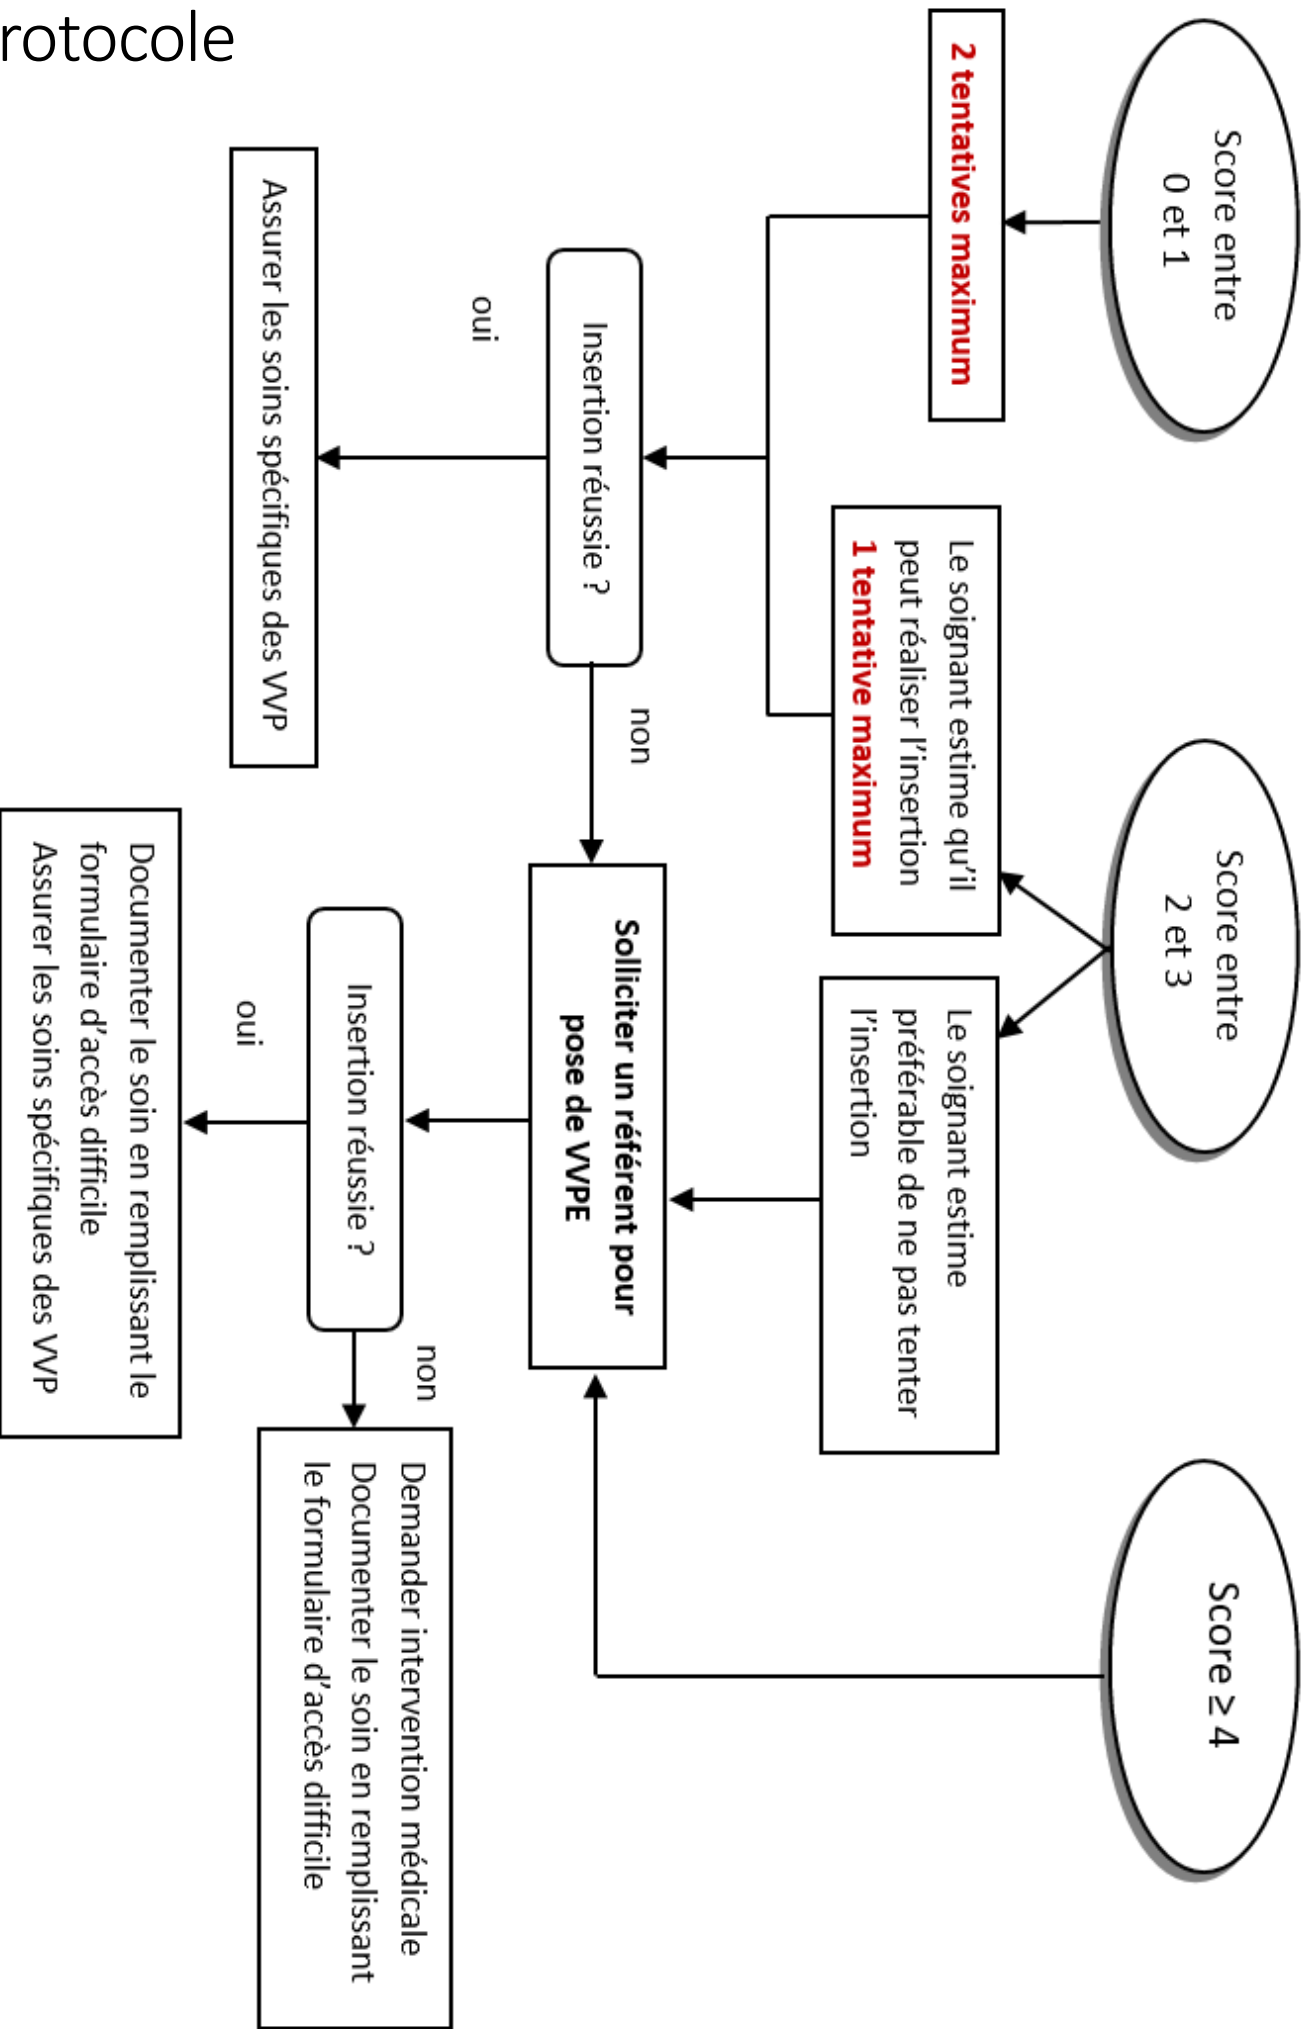 rotocole
Score entre
0 et 1
Score entre
2 et 3
Score ≥ 4
2 tentatives maximum
Le soignant estime qu’il
peut réaliser l’insertion
1 tentative maximum
Le soignant estime
préférable de ne pas tenter
l’insertion
Insertion réussie ?
non
Solliciter un référent pour
pose de VVPE
oui
Assurer les soins spécifiques des VVP
Insertion réussie ?
non
Demander intervention médicale
Documenter le soin en remplissant
le formulaire d’accès difficile
oui
Documenter le soin en remplissant le
formulaire d’accès difficile
Assurer les soins spécifiques des VVP